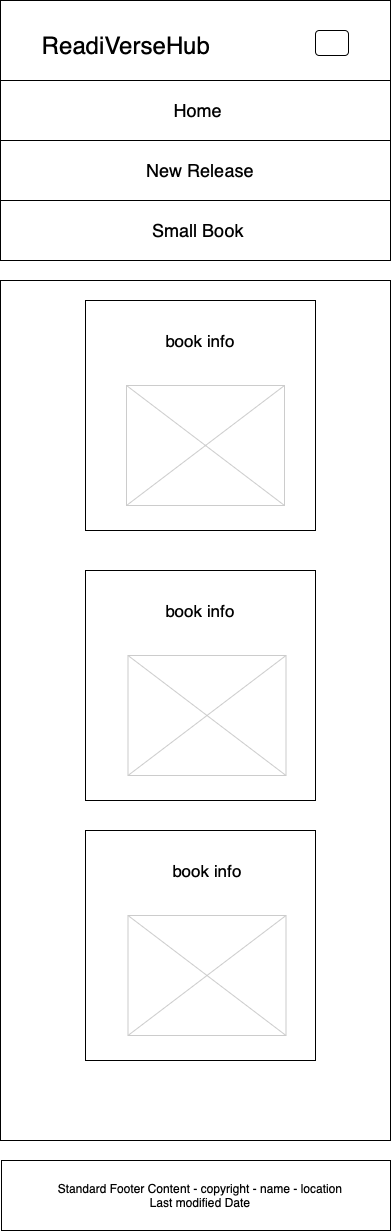 ReadiVerseHub
Home
New Release
Small Book
book info
book info
book info
Standard Footer Content - copyright - name - location
Last modified Date